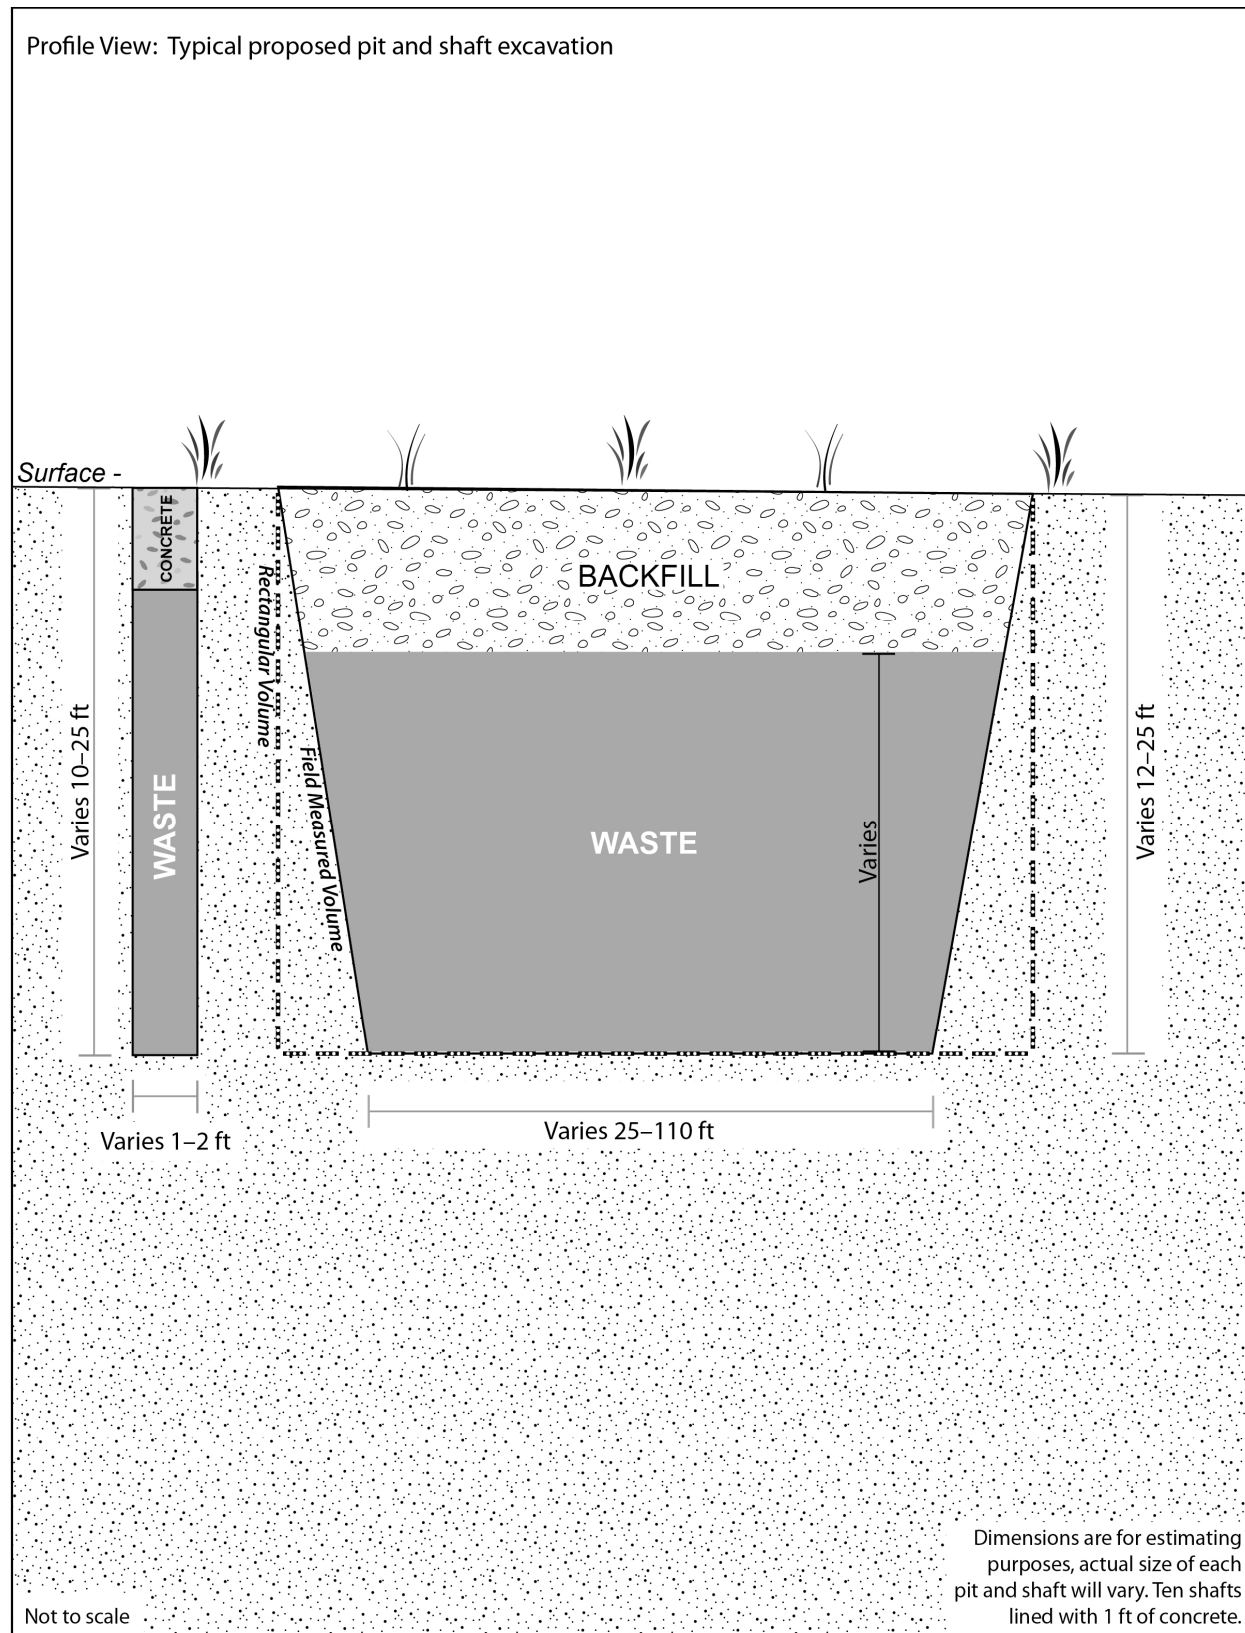 Profile View: Typical proposed pit and shaft excavation
Surface -
CONCRETE
BACKFILL
Rectangular Volume
Field Measured Volume
Varies 10–25 ft
WASTE
WASTE
Varies
Varies 12–25 ft
Varies 1–2 ft
Varies 25–110 ft
Dimensions are for estimating
purposes, actual size of each
pit and shaft will vary. Ten shafts
lined with 1 ft of concrete.
Not to scale